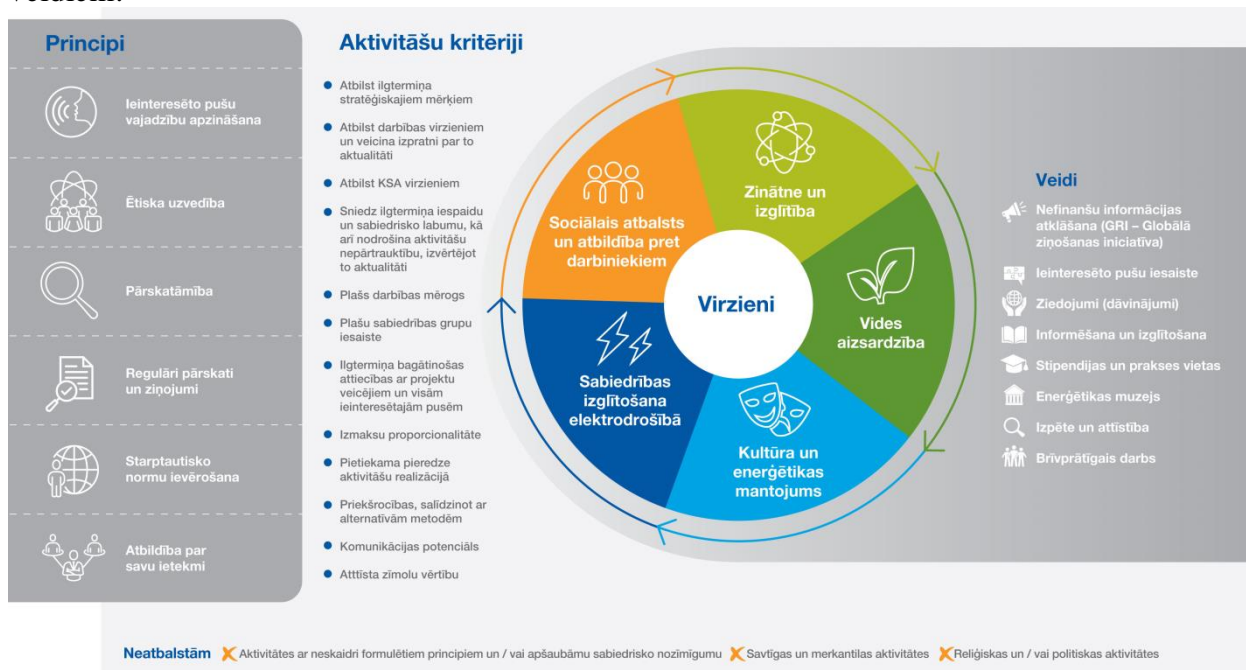 Principi
Ieinteresēto pušu
vajadzību apzināšana
Ētiska uzvedība
Pārskatāmība
Regulāri pārskati
un ziņojumi
Starptautisko
normu ievērošana
Atbildība par
savu ietekmi
Aktivitāšu kritēriji
Atbilst ilgtermiņa
stratēģiskajiem mērķiem
Atbilst darbības virzieniem
un veicina izpratni par to
aktualitāti
Atbilst KSA virzieniem
Sniedz ilgtermiņa iespaidu
un sabiedrisko labumu, kā
arī nodrošina aktivitāšu
nepārtrauktību, izvērtējot
to aktualitāti
Plašs darbības mērogs
Plašu sabiedrības grupu
iesaiste
Ilgtermiņa bagātinošas
attiecības ar projektu
veicējiem un visām
ieinteresētajām pusēm
Izmaksu proporcionalitāte
Pietiekama pieredze
aktivitāšu realizācijā
Priekšrocības, salīdzinot ar
alternatīvām metodēm
Komunikācijas potenciāls
Atttīsta zīmolu vērtību
Zinātne un
izglītība
Sociālais atbalsts
un atbildība pret
darbiniekiem
Virzieni
Vides
aizsardzība
Sabiedrības
izglītošana
elektrodrošībā
Kultūra un
enerģētikas
mantojums
Veidi
Nefinanšu informācijas
atklāšana (GRI – Globālā
ziņošanas iniciatīva)
Ieinteresēto pušu iesaiste
Ziedojumi (dāvinājumi)
Informēšana un izglītošana
Stipendijas un prakses vietas
Enerģētikas muzejs
Izpēte un attīstība
Brīvprātīgais darbs
Neatbalstām Aktivitātes ar neskaidri formulētiem principiem un / vai apšaubāmu sabiedrisko nozīmīgumu Savtīgas un merkantilas aktivitātes Reliģiskas un / vai politiskas aktivitātes